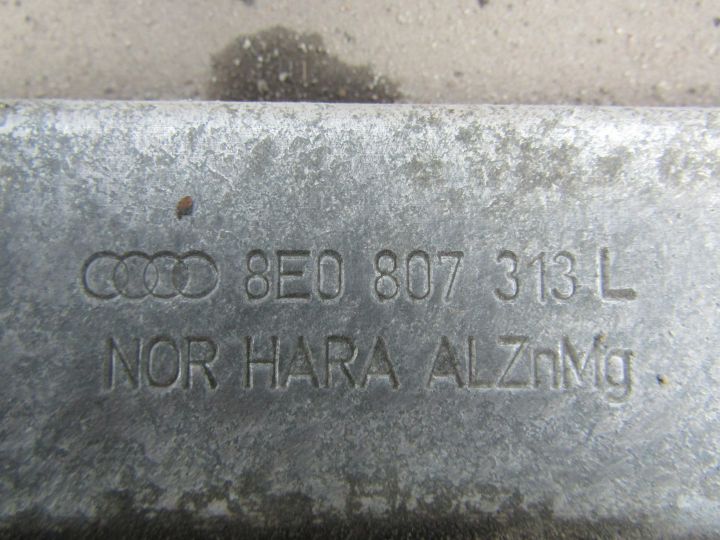 8E0 807 313 L
NOR HARA ALZnMg